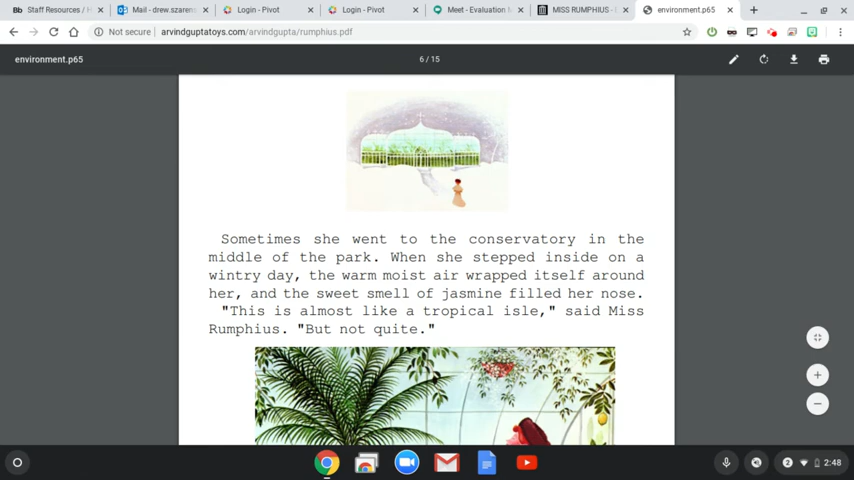 Staff Resources / H
Mail - drew.szarens
Login - Pivot
Login - Pivot
Meet - Evaluation M
MISS RUMPHIUS -
environment.p65
Not secure | arvindguptatoys.com/arvindgupta/rumphius.pdf
environment.p65
6 / 15
Sometimes she went to the conservatory in the
middle of the park. When she stepped inside on a
wintry day, the warm moist air wrapped itself around
her, and the sweet smell of jasmine filled her nose.
"This is almost like a tropical isle," said Miss
Rumphius. "But not quite."
2
2:48